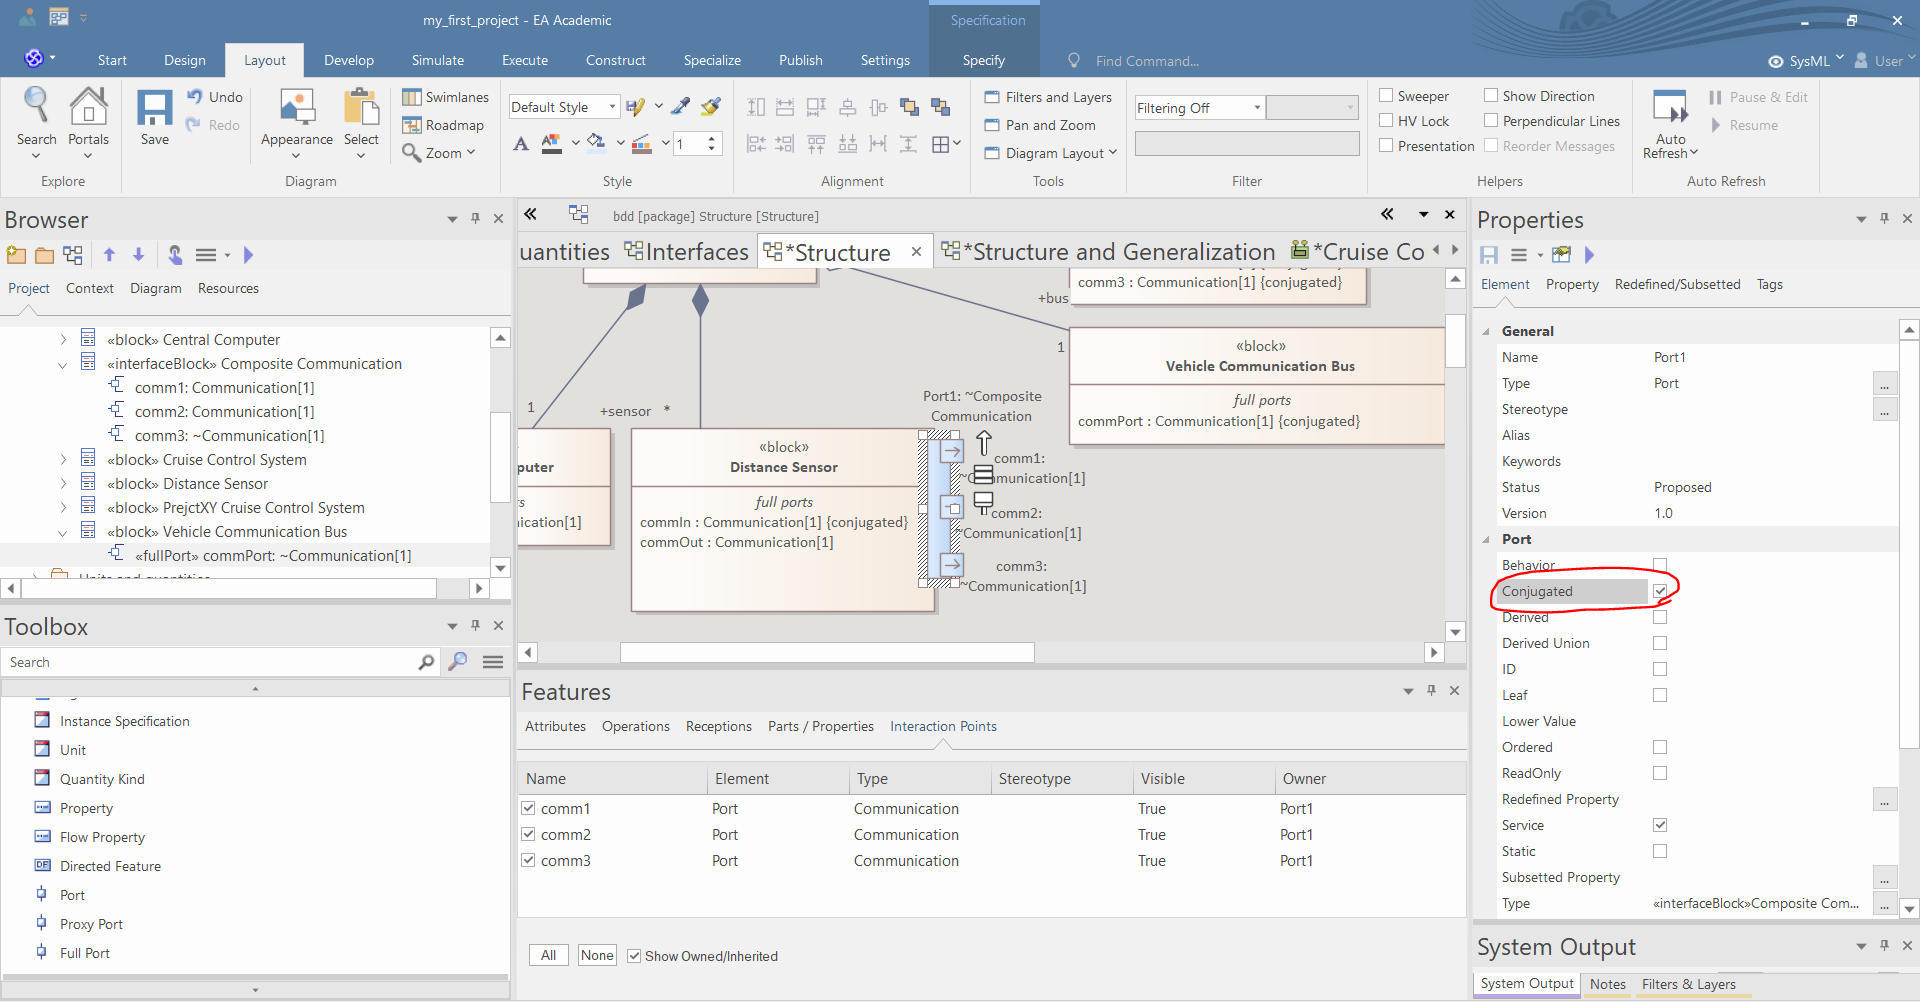 my_first_project - EA Academic
Specification
Start Design Layout Develop Simulate Execute Construct Specialize Publish Settings Specify
Find Command...
SysML User
Search Portals
Explore
Save Undo Redo
Appearance Select
Swimlanes
Roadmap
Zoom
Diagram
Default Style
1
Style
Alignment
Filters and Layers
Pan and Zoom
Diagram Layout
Tools
Filtering Off
Filter
Sweeper Show Direction
HV Lock Perpendicular Lines
Presentation Reorder Messages
Helpers
Auto Refresh
Pause & Edit
Resume
Auto Refresh
Browser
Project Context Diagram Resources
«block» Central Computer
«interfaceBlock» Composite Communication
comm1: Communication[1]
comm2: Communication[1]
comm3: ~Communication[1]
«block» Cruise Control System
«block» Distance Sensor
«block» PrejctXY Cruise Control System
«block» Vehicle Communication Bus
«fullPort» commPort: ~Communication[1]
Units and quantities
Toolbox
Search
Instance Specification
Unit
Quantity Kind
Property
Flow Property
DF Directed Feature
Port
Proxy Port
Full Port
bdd [package] Structure [Structure]
uantities Interfaces *Structure *Structure and Generalization *Cruise Co
comm3 : Communication[1] {conjugated}
+bus
1
«block»
Vehicle Communication Bus
full ports
commPort : Communication[1] {conjugated}
1
+sensor *
puter
ication[1]
«block»
Distance Sensor
full ports
commIn : Communication[1] {conjugated}
commOut : Communication[1]
Port1: ~Composite
Communication
comm1:
~Communication[1]
comm2:
~Communication[1]
comm3:
~Communication[1]
Features
Attributes Operations Receptions Parts / Properties Interaction Points
Name Element Type Stereotype Visible Owner
comm1 Port Communication True Port1
comm2 Port Communication True Port1
comm3 Port Communication True Port1
All None Show Owned/Inherited
Properties
Element Property Redefined/Subsetted Tags
General
Name Port1
Type Port ...
Stereotype ...
Alias
Keywords
Status Proposed
Version 1.0
Port
Behavior
Conjugated
Derived
Derived Union
ID
Leaf
Lower Value
Ordered
ReadOnly
Redefined Property ...
Service
Static
Subsetted Property ...
Type «interfaceBlock»Composite Com... ...
System Output
System Output Notes Filters & Layers